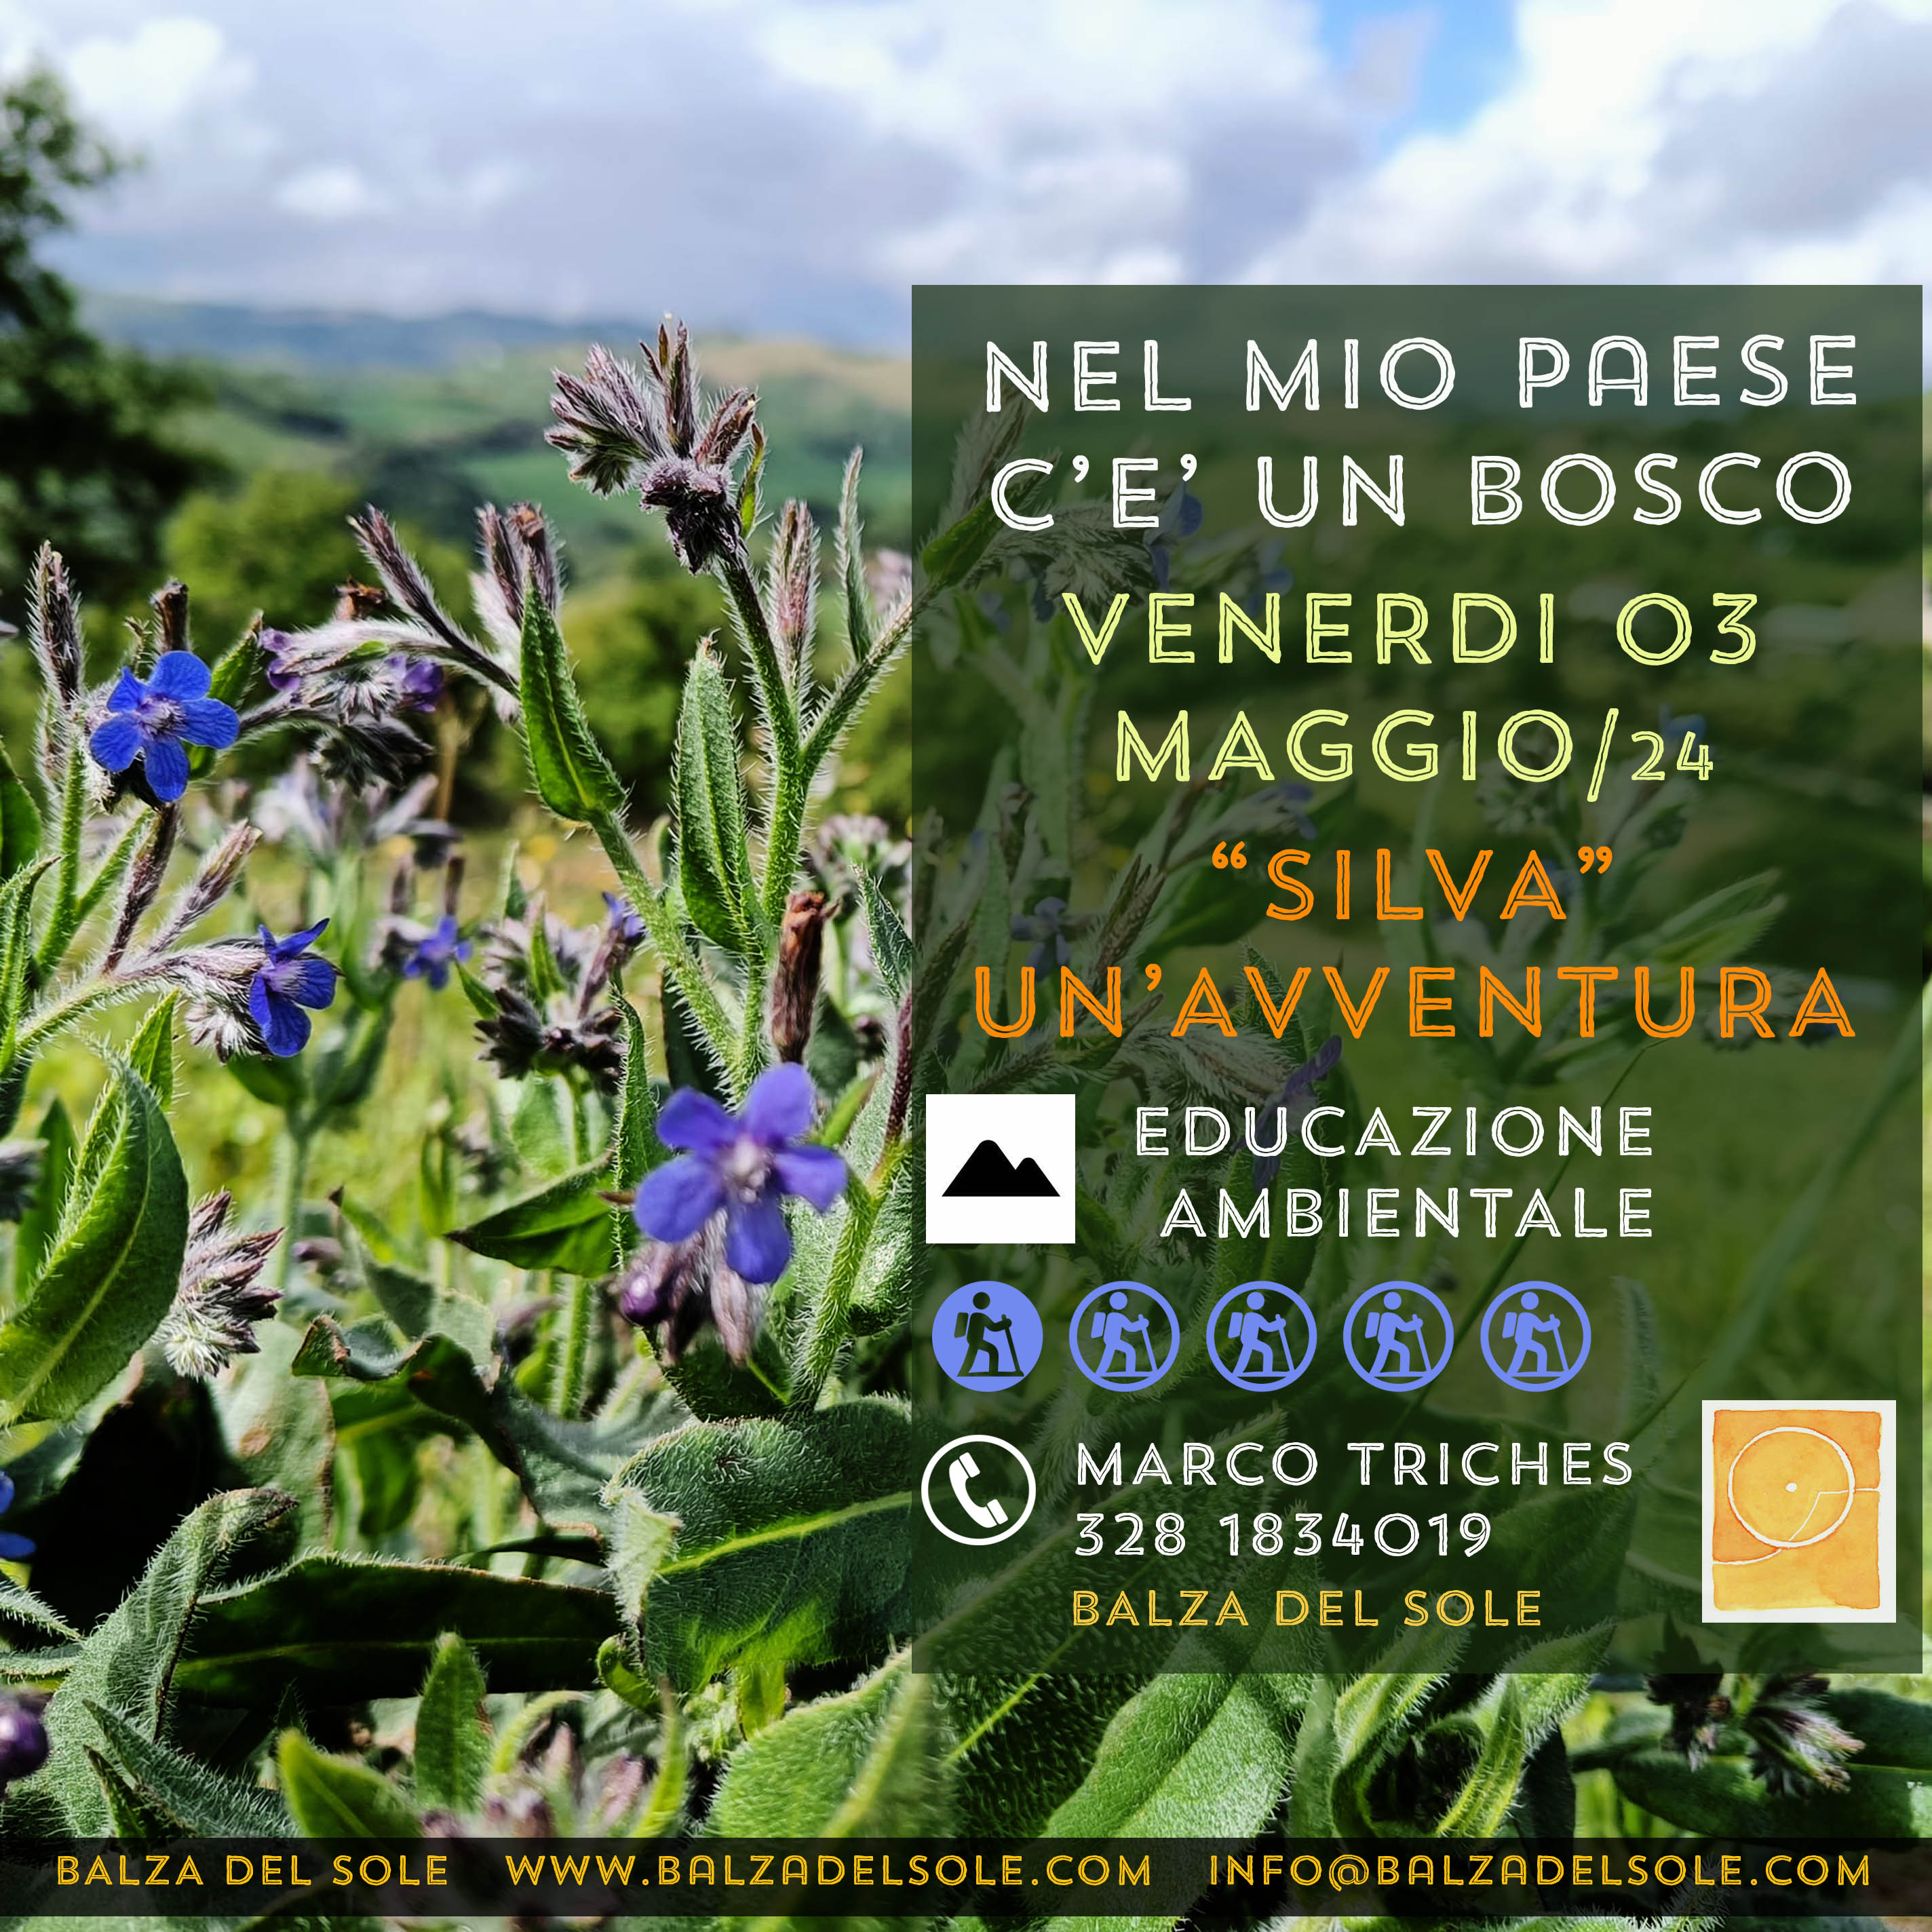 NEL MIO PAESE
C'E' UN BOSCO
VENERDI 03
MAGGIO/24
“SILVA”
UN'AVVENTURA
EDUCAZIONE
AMBIENTALE
MARCO TRICHES
328 1834019
BALZA DEL SOLE
BALZA DEL SOLE WWW.BALZADELSOLE.COM INFO@BALZADELSOLE.COM